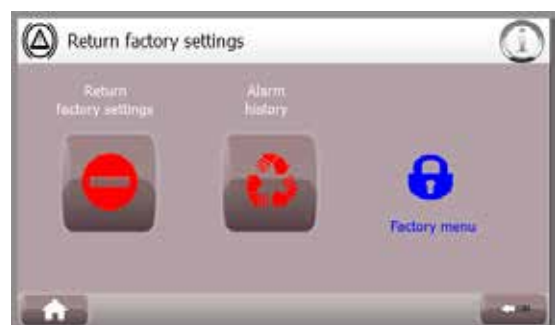 Return factory settings
Return
factory settings
Alarm
history
Factory menu